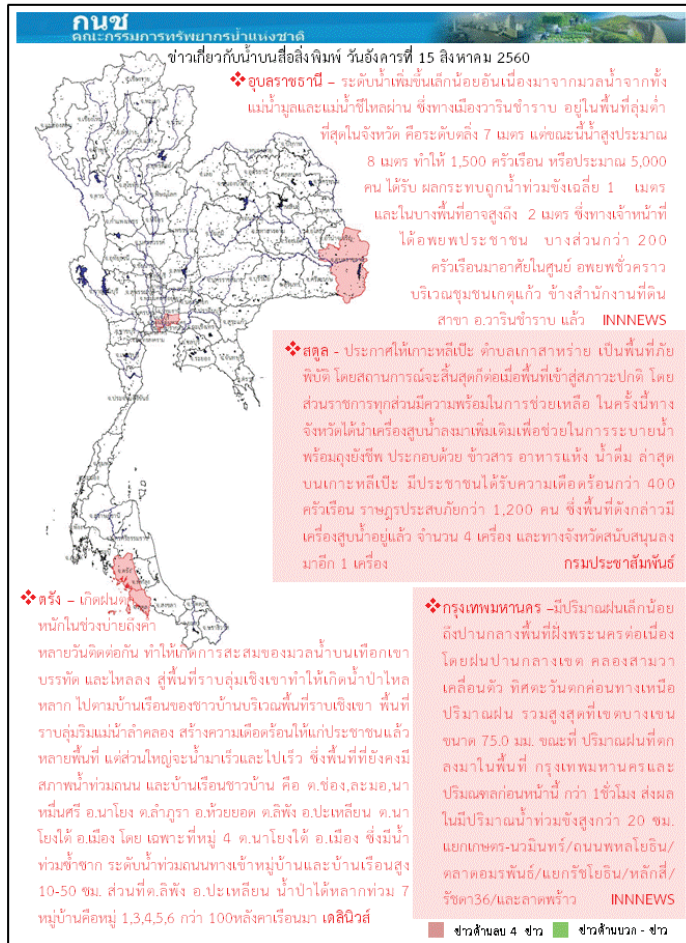 กนช
คณะกรรมการทรัพยากรน้ำแห่งชาติ
ข่าวเกี่ยวกับน้ำบนสื่อสิ่งพิมพ์ วันอังคารที่ 15 สิงหาคม 2560
❖อุบลราชธานี – ระดับน้ำเพิ่มขึ้นเล็กน้อยอันเนื่องมาจากมวลน้ำจากทั้ง
แม่น้ำมูลและแม่น้ำชีไหลผ่าน ซึ่งทางเมืองวารินชำราบ อยู่ในพื้นที่ลุ่มต่ำ
ที่สุดในจังหวัด คือระดับตลิ่ง 7 เมตร แต่ขณะนี้น้ำสูงประมาณ
8 เมตร ทำให้ 1,500 ครัวเรือน หรือประมาณ 5,000
คน ได้รับ ผลกระทบถูกน้ำท่วมขังเฉลี่ย 1 เมตร
และในบางพื้นที่อาจสูงถึง 2 เมตร ซึ่งทางเจ้าหน้าที่
ได้อพยพประชาชน บางส่วนกว่า 200
ครัวเรือนมาอาศัยในศูนย์ อพยพชั่วคราว
บริเวณชุมชนเกตุแก้ว ข้างสำนักงานที่ดิน
สาขา อ.วารินชำราบ แล้ว INNNEWS
❖สตูล - ประกาศให้เกาะหลีเป๊ะ ตำบลเกาสาหร่าย เป็นพื้นที่ภัย
พิบัติ โดยสถานการณ์จะสิ้นสุดก็ต่อเมื่อพื้นที่เข้าสู่สภาวะปกติ โดย
ส่วนราชการทุกส่วนมีความพร้อมในการช่วยเหลือ ในครั้งนี้ทาง
จังหวัดได้นำเครื่องสูบน้ำลงมาเพิ่มเติมเพื่อช่วยในการระบายน้ำ
พร้อมถุงยังชีพ ประกอบด้วย ข้าวสาร อาหารแห้ง น้ำดื่ม ล่าสุด
บนเกาะหลีเป๊ะ มีประชาชนได้รับความเดือดร้อนกว่า 400
ครัวเรือน ราษฎรประสบภัยกว่า 1,200 คน ซึ่งพื้นที่ดังกล่าวมี
เครื่องสูบน้ำอยู่แล้ว จำนวน 4 เครื่อง และทางจังหวัดสนับสนุนลง
มาอีก 1 เครื่อง กรมประชาสัมพันธ์
❖ตรัง – เกิดฝนตก
หนักในช่วงบ่ายถึงค่ำ
หลายวันติดต่อกัน ทำให้เกิดการสะสมของมวลน้ำบนเทือกเขา
บรรทัด และไหลลง สู่พื้นที่ราบลุ่มเชิงเขาทำให้เกิดน้ำป่าไหล
หลาก ไปตามบ้านเรือนของชาวบ้านบริเวณพื้นที่ราบเชิงเขา พื้นที่
ราบลุ่มริมแม่น้ำลำคลอง สร้างความเดือดร้อนให้แก่ประชาชนแล้ว
หลายพื้นที่ แต่ส่วนใหญ่จะน้ำมาเร็วและไปเร็ว ซึ่งพื้นที่ที่ยังคงมี
สภาพน้ำท่วมถนน และบ้านเรือนชาวบ้าน คือ ต.ช่อง,ละมอ,นา
หมื่นศรี อ.นาโยง ต.ลำภูรา อ.ห้วยยอด ต.ลิพัง อ.ปะเหลียน ต.นา
โยงใต้ อ.เมือง โดย เฉพาะที่หมู่ 4 ต.นาโยงใต้ อ.เมือง ซึ่งมีน้ำ
ท่วมซ้ำซาก ระดับน้ำท่วมถนนทางเข้าหมู่บ้านและบ้านเรือนสูง
10-50 ซม. ส่วนที่ต.ลิพัง อ.ปะเหลียน น้ำป่าได้หลากท่วม 7
หมู่บ้านคือหมู่ 1,3,4,5,6 กว่า 100หลังคาเรือนมา เดลินิวส์
❖กรุงเทพมหานคร –มีปริมาณฝนเล็กน้อย
ถึงปานกลางพื้นที่ฝั่งพระนครต่อเนื่อง
โดยฝนปานกลางเขต คลองสามวา
เคลื่อนตัว ทิศตะวันตกค่อนทางเหนือ
ปริมาณฝน รวมสูงสุดที่เขตบางเขน
ขนาด 75.0 มม. ขณะที่ ปริมาณฝนที่ตก
ลงมาในพื้นที่ กรุงเทพมหานครและ
ปริมณฑลก่อนหน้านี้ กว่า 1ชั่วโมง ส่งผล
ในมีปริมาณน้ำท่วมขังสูงกว่า 20 ซม.
แยกเกษตร-นวมินทร์/ถนนพหลโยธิน/
ตลาดอมรพันธ์/แยกรัชโยธิน/หลักสี่/
รัชดา36/และลาดพร้าว INNNEWS
ข่าวด้านลบ 4 ข่าว ข่าวด้านบวก - ข่าว